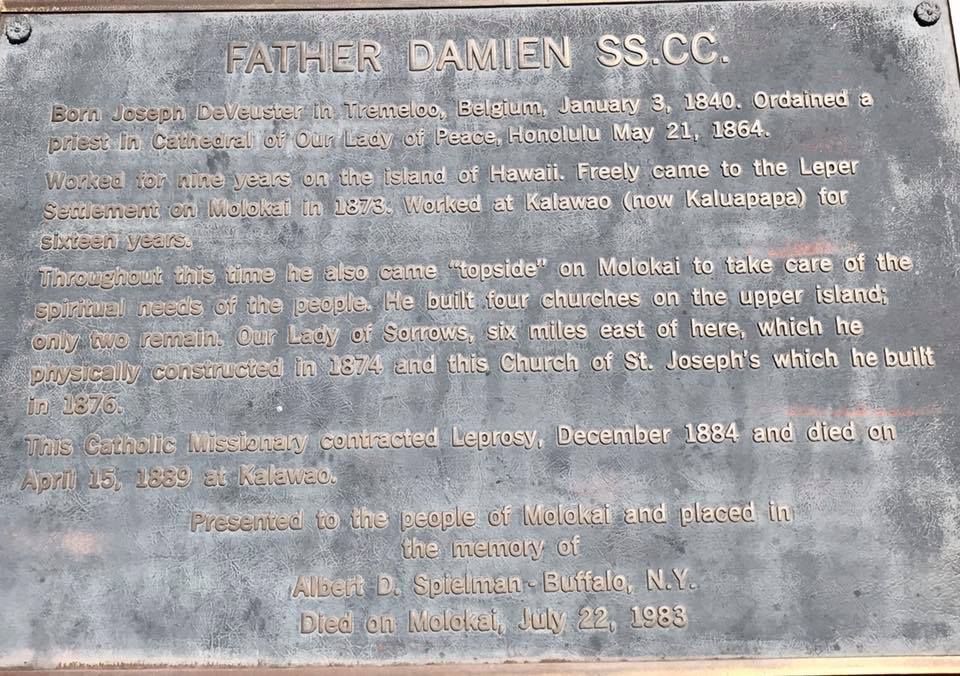 FATHER DAMIEN SS.CC.
Born Joseph DeVeuster in Tremeloo, Belgium, January 3, 1840. Ordained a
priest in Cathedral of Our Lady of Peace, Honolulu May 21, 1864.
Worked for nine years on the island of Hawaii. Freely came to the Leper
Settlement on Molokai in 1873. Worked at Kalawao (now Kaluapapa) for
sixteen years.
Throughout this time he also came "topside" on Molokai to take care of the
spiritual needs of the people. He built four churches on the upper island;
only two remain. Our Lady of Sorrows, six miles east of here, which he
physically constructed in 1874 and this Church of St. Joseph's which he built
in 1876.
This Catholic Missionary contracted Leprosy, December 1884 and died on
April 15, 1889 at Kalawao.
Presented to the people of Molokai and placed in
the memory of
Albert D. Spielman - Buffalo, N.Y.
Died on Molokai, July 22, 1983